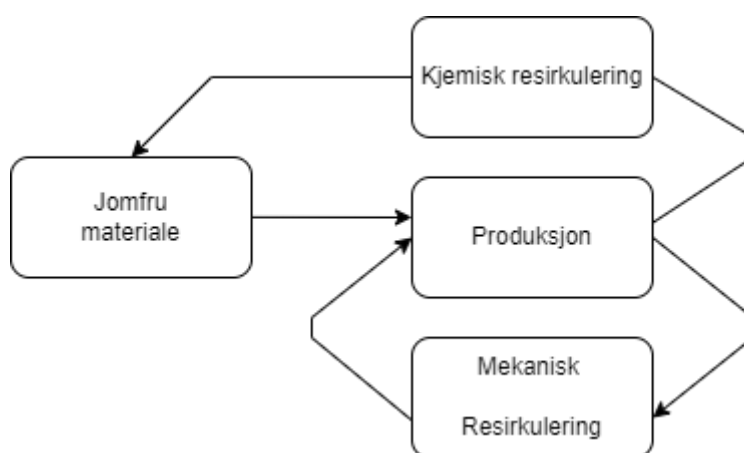 Kjemisk resirkulering
Jomfru
materiale
Produksjon
Mekanisk
Resirkulering